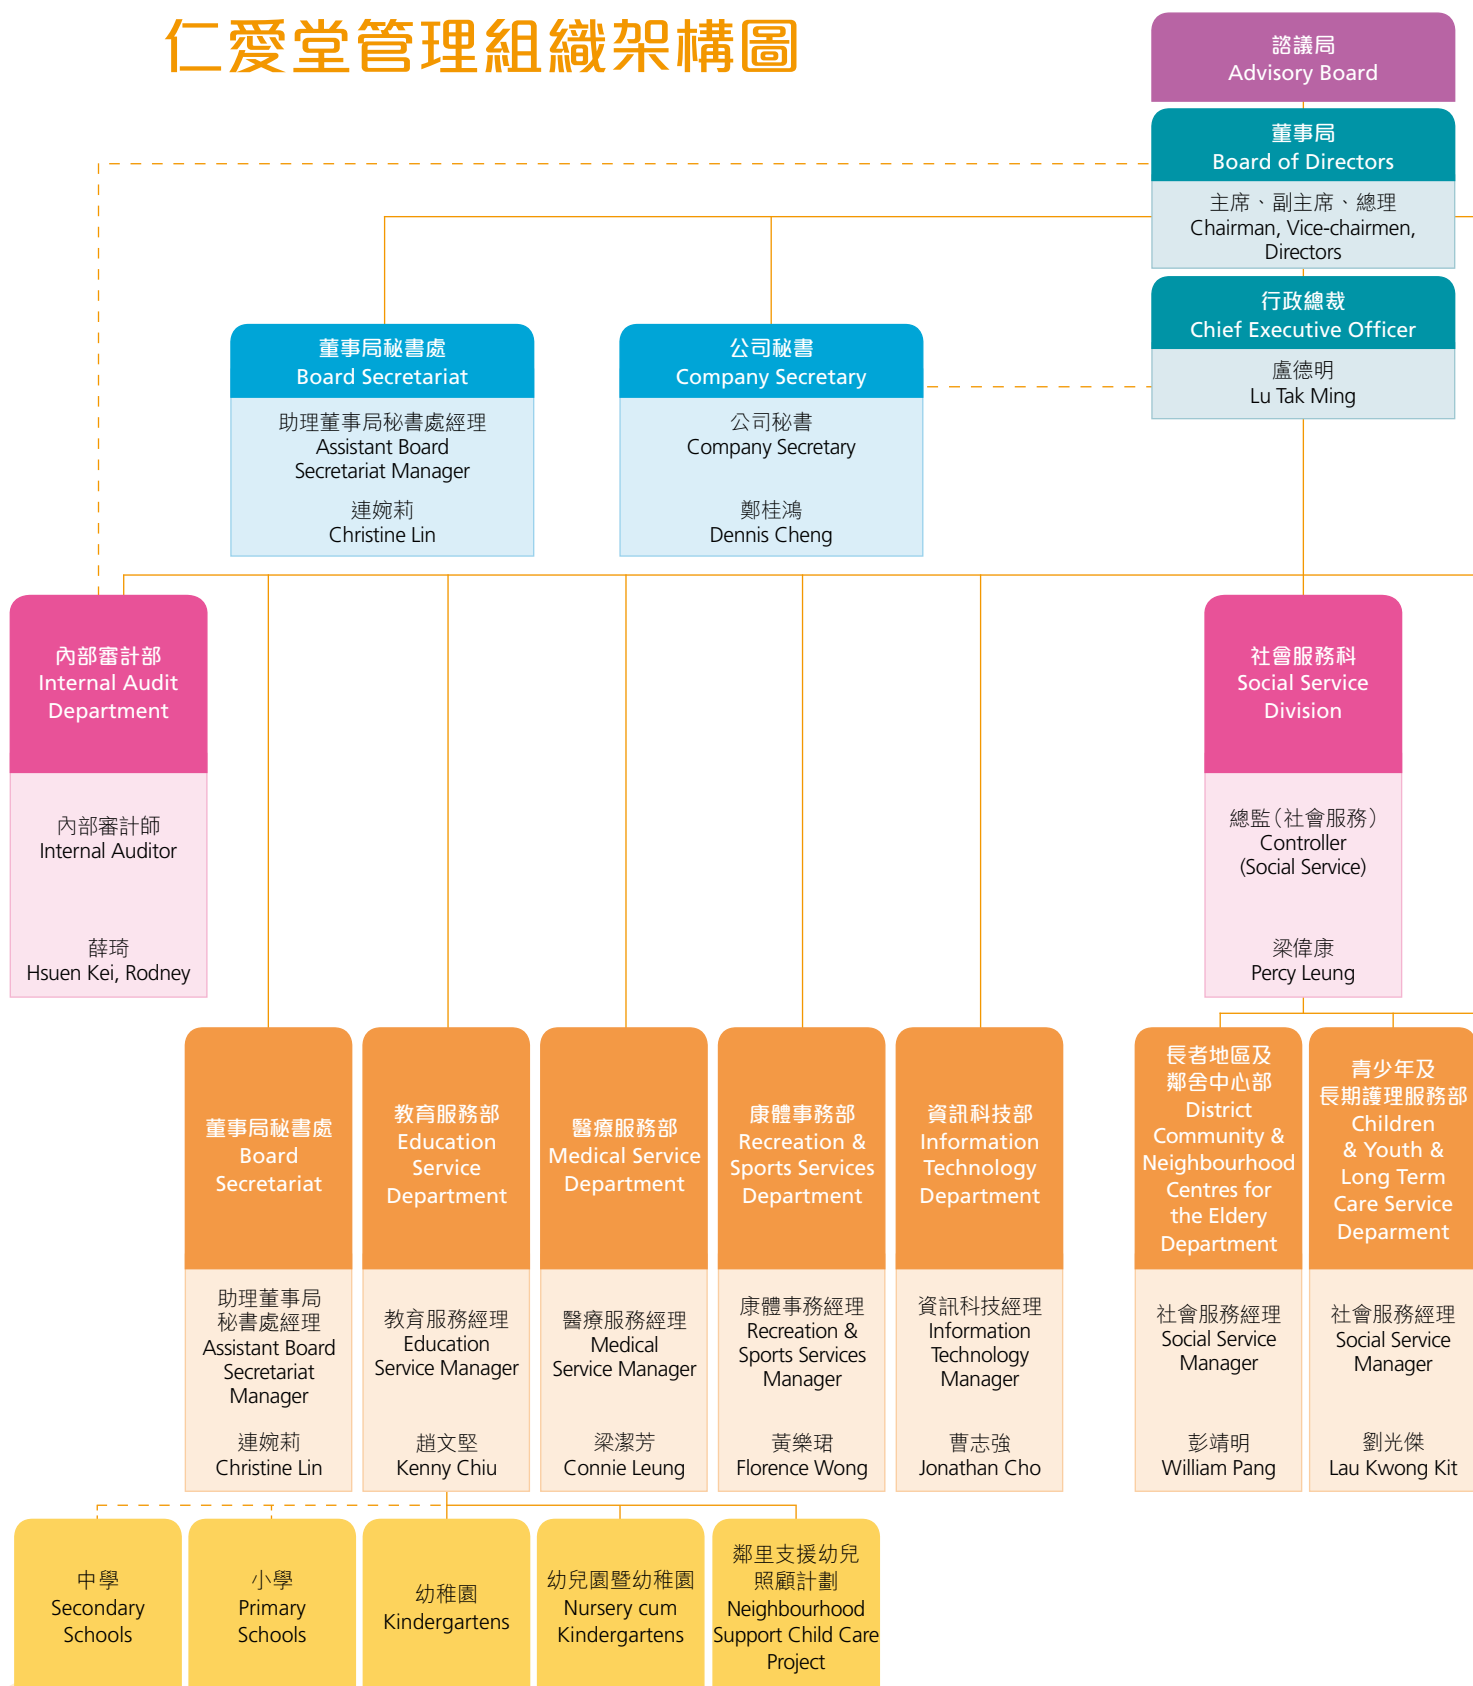 仁愛堂管理組織架構圖
諮議局
Advisory Board
董事局
Board of Directors
主席、副主席、總理
Chairman, Vice-chairmen,
Directors
行政總裁
Chief Executive Officer
盧德明
Lu Tak Ming
董事局秘書處
Board Secretariat
助理董事局秘書處經理
Assistant Board
Secretariat Manager
連婉莉
Christine Lin
公司秘書
Company Secretary
公司秘書
Company Secretary
鄭桂鴻
Dennis Cheng
內部審計部
Internal Audit
Department
內部審計師
Internal Auditor
薛琦
Hsuen Kei, Rodney
社會服務科
Social Service
Division
總監（社會服務）
Controller
(Social Service)
梁偉康
Percy Leung
董事局秘書處
Board
Secretariat
助理董事局
秘書處經理
Assistant Board
Secretariat
Manager
連婉莉
Christine Lin
教育服務部
Education
Service
Department
教育服務經理
Education
Service Manager
趙文堅
Kenny Chiu
醫療服務部
Medical Service
Department
醫療服務經理
Medical
Service Manager
梁潔芳
Connie Leung
康體事務部
Recreation &
Sports Services
Department
康體事務經理
Recreation &
Sports Services
Manager
黃樂珺
Florence Wong
資訊科技部
Information
Technology
Department
資訊科技經理
Information
Technology
Manager
曹志強
Jonathan Cho
長者地區及
鄰舍中心部
District
Community &
Neighbourhood
Centres for
the Eldery
Department
社會服務經理
Social Service
Manager
彭靖明
William Pang
青少年及
長期護理服務部
Children
& Youth &
Long Term
Care Service
Deparment
社會服務經理
Social Service
Manager
劉光傑
Lau Kwong Kit
中學
Secondary
Schools
小學
Primary
Schools
幼稚園
Kindergartens
幼兒園暨幼稚園
Nursery cum
Kindergartens
鄰里支援幼兒
照顧計劃
Neighbourhood
Support Child Care
Project